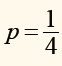 p = 1/4